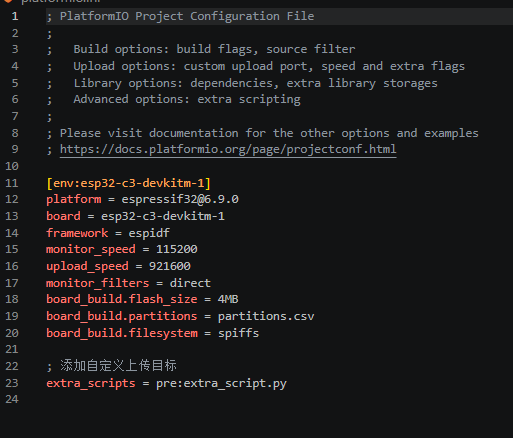 platformio.ini
1 ; PlatformIO Project Configuration File
2 ;
3 ;   Build options: build flags, source filter
4 ;   Upload options: custom upload port, speed and extra flags
5 ;   Library options: dependencies, extra library storages
6 ;   Advanced options: extra scripting
7 ;
8 ; Please visit documentation for the other options and examples
9 ; https://docs.platformio.org/page/projectconf.html
10
11 [env:esp32-c3-devkitm-1]
12 platform = espressif32@6.9.0
13 board = esp32-c3-devkitm-1
14 framework = espidf
15 monitor_speed = 115200
16 upload_speed = 921600
17 monitor_filters = direct
18 board_build.flash_size = 4MB
19 board_build.partitions = partitions.csv
20 board_build.filesystem = spiffs
21
22 ; 添加自定义上传目标
23 extra_scripts = pre:extra_script.py
24